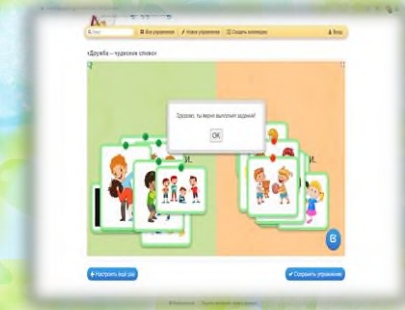 Все упражнения Новое упражнение Создать коллекцию Вход
«Дружба – чудесное слово»
Здорово, ты верно выполнил задание!
OK
И. И.
Настроить ещё раз Сохранить упражнение